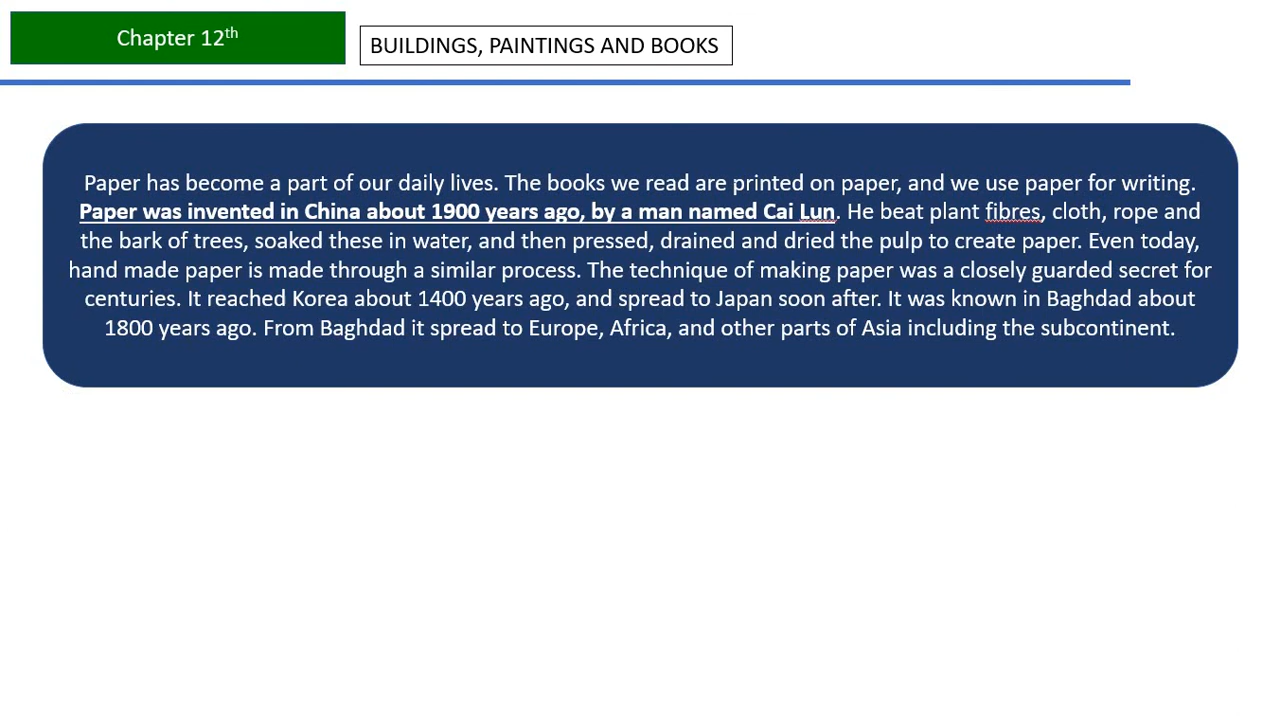 Chapter 12th
BUILDINGS, PAINTINGS AND BOOKS
Paper has become a part of our daily lives. The books we read are printed on paper, and we use paper for writing.
Paper was invented in China about 1900 years ago, by a man named Cai Lun. He beat plant fibres, cloth, rope and
the bark of trees, soaked these in water, and then pressed, drained and dried the pulp to create paper. Even today,
hand made paper is made through a similar process. The technique of making paper was a closely guarded secret for
centuries. It reached Korea about 1400 years ago, and spread to Japan soon after. It was known in Baghdad about
1800 years ago. From Baghdad it spread to Europe, Africa, and other parts of Asia including the subcontinent.